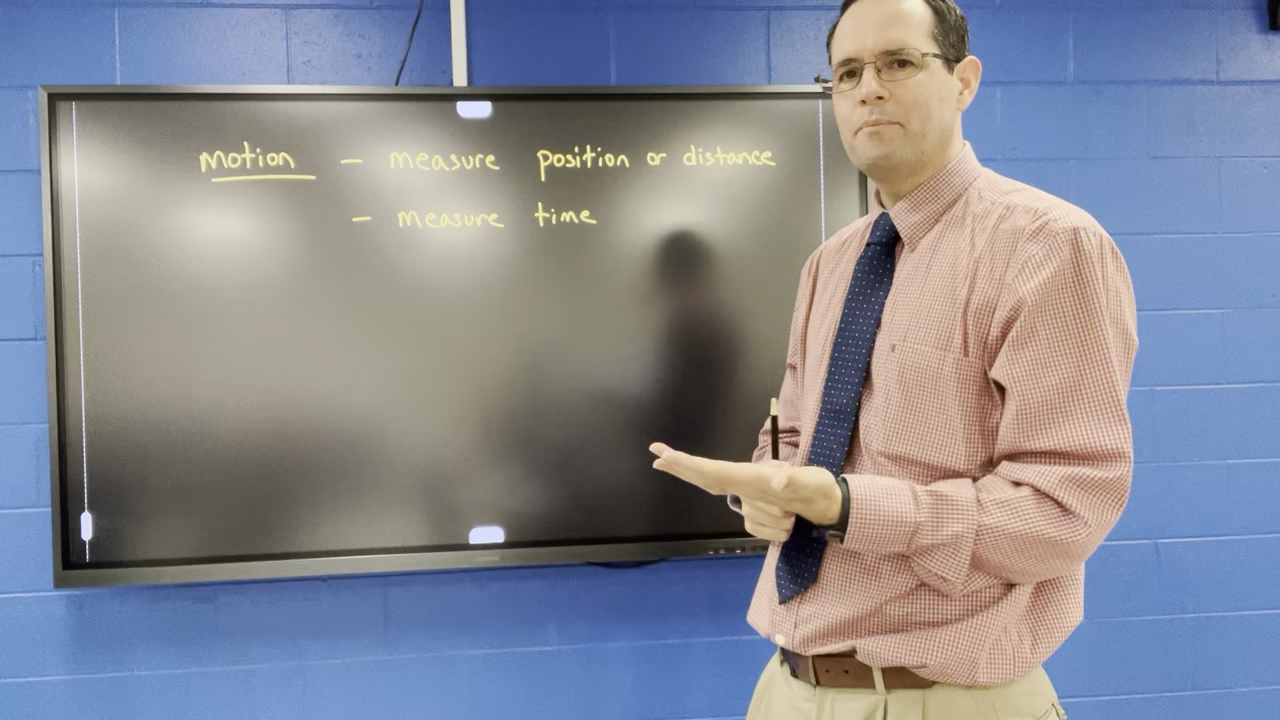 Motion – measure position or distance
– measure time